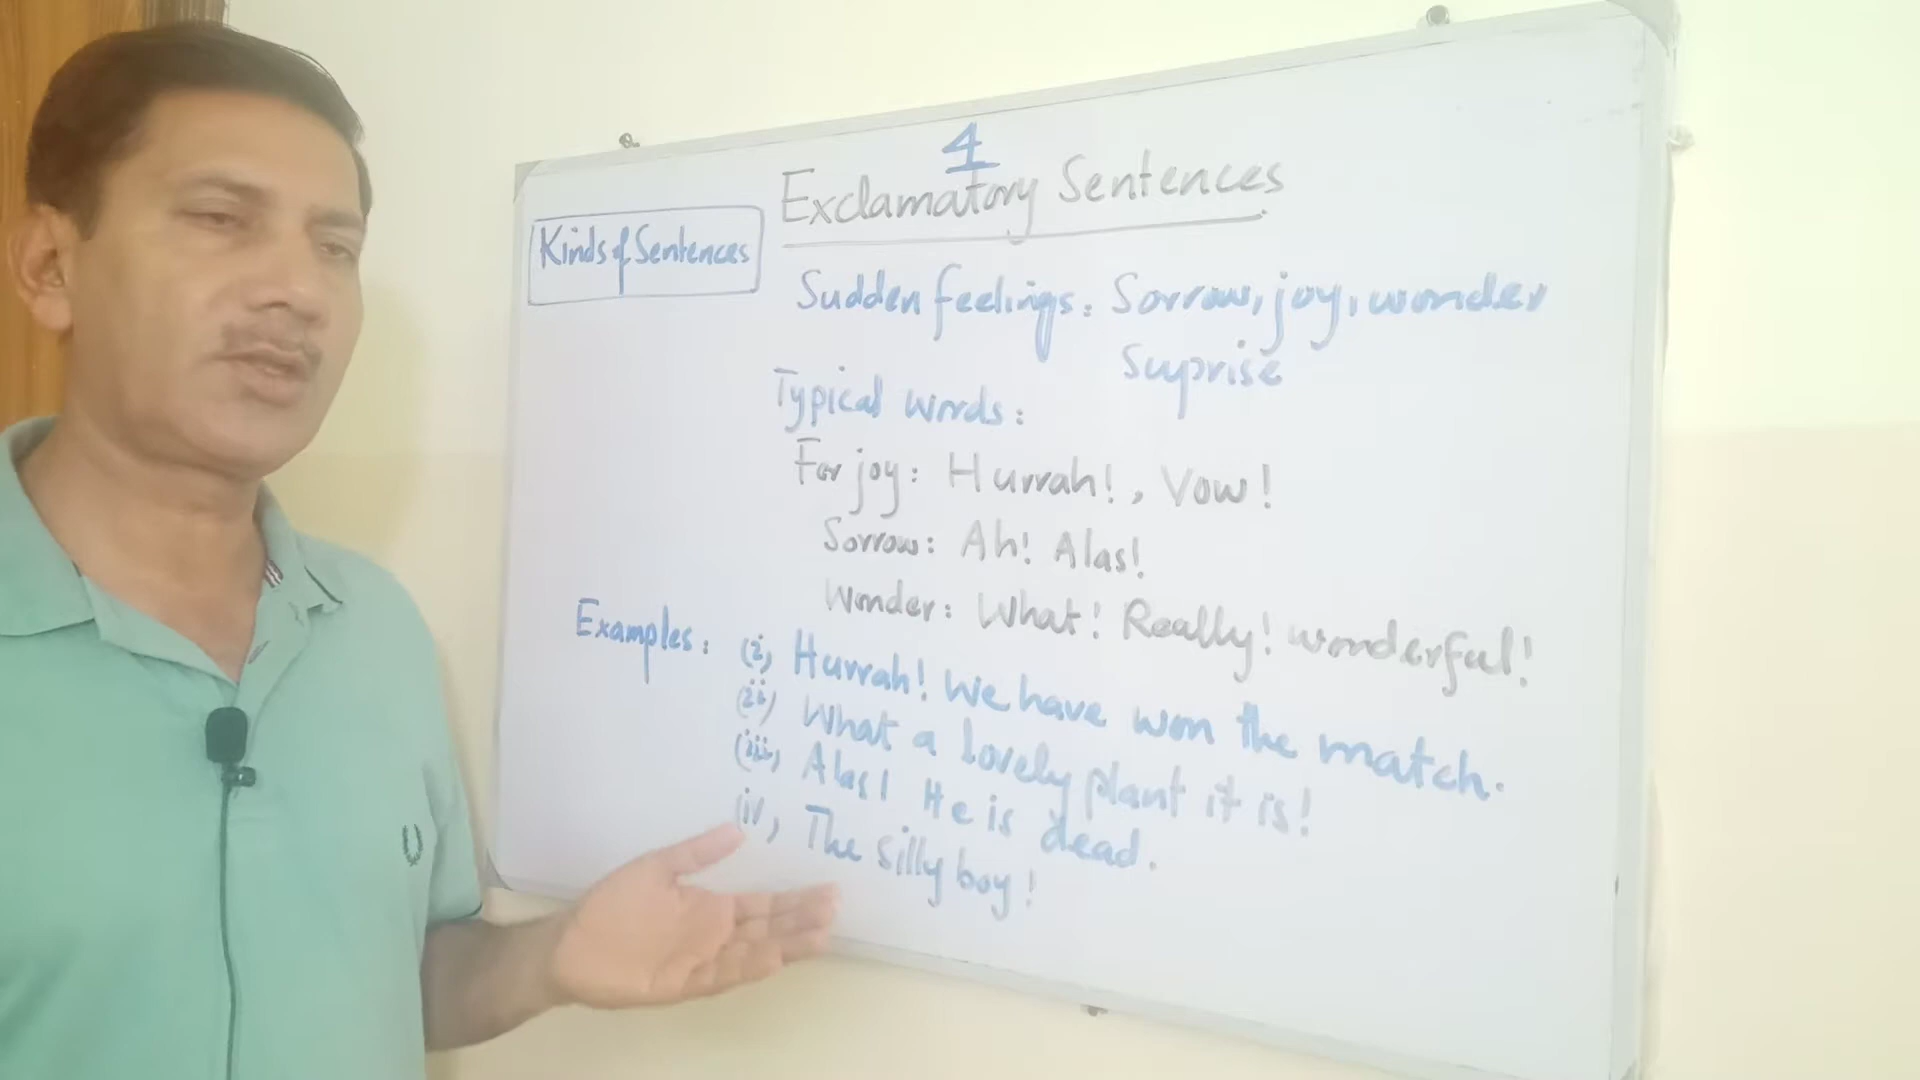 4
Exclamatory Sentences
Kinds of Sentences
Sudden feelings: Sorrow, joy, wonder
Suyprise
Typical words:
For joy: Hurrah!, Vow!
Sorrow: Ah! Alas!
Wonder: What! Really! wonderful!
Examples: (i) Hurrah! We have won the match.
(ii) What a lovely plant it is!
(iii) Alas! He is dead.
(iv) The silly boy!